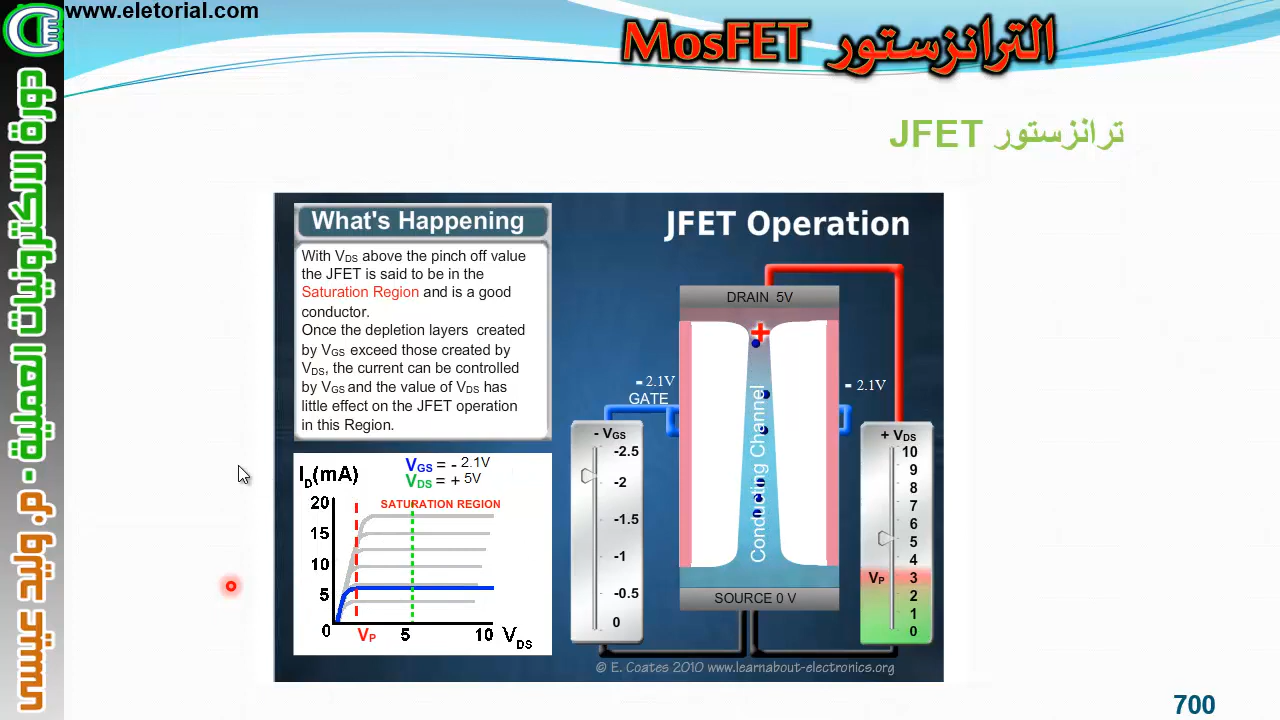 www.eletorial.com
الترانزستور MosFET
ترانزستور JFET
دورة الالكترونيات العملية - م. وليد عيسى
What's Happening
With VDS above the pinch off value
the JFET is said to be in the
Saturation Region and is a good
conductor.
Once the depletion layers created
by VGS exceed those created by
VDS, the current can be controlled
by VGS and the value of VDS has
little effect on the JFET operation
in this Region.
JFET Operation
DRAIN 5V
+
- 2.1V
GATE
- 2.1V
Conducting Channel
SOURCE 0 V
- VGS
-2.5
-2
-1.5
-1
-0.5
0
+ VDS
10
9
8
7
6
5
4
VP 3
2
1
0
ID(mA)
VGS = - 2.1V
VDS = + 5V
SATURATION REGION
20
15
10
5
0
VP 5 10 VDS
© E. Coates 2010 www.learnabout-electronics.org
700